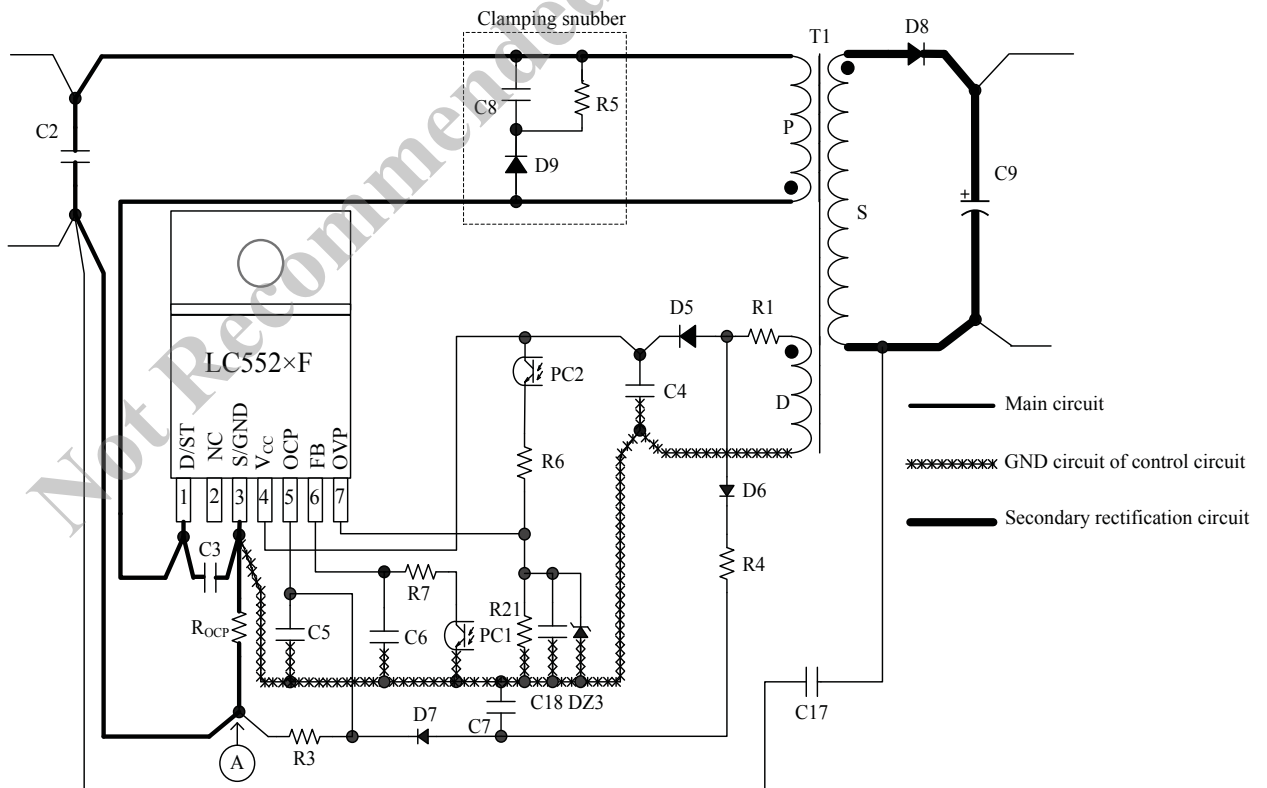 Clamping snubber
T1
D8
C2
C8
R5
P
D9
C9
+
S
Not Recommended
LC552×F
D5
R1
PC2
C4
D
Main circuit
D/ST
NC
S/GND
VCC
OCP
FB
OVP
R6
GND circuit of control circuit
1 2 3 4 5 6 7
D6
Secondary rectification circuit
C3
R4
R7
ROCP
C5
C6
PC1
R21
C18 DZ3
C7
D7
C17
R3
A